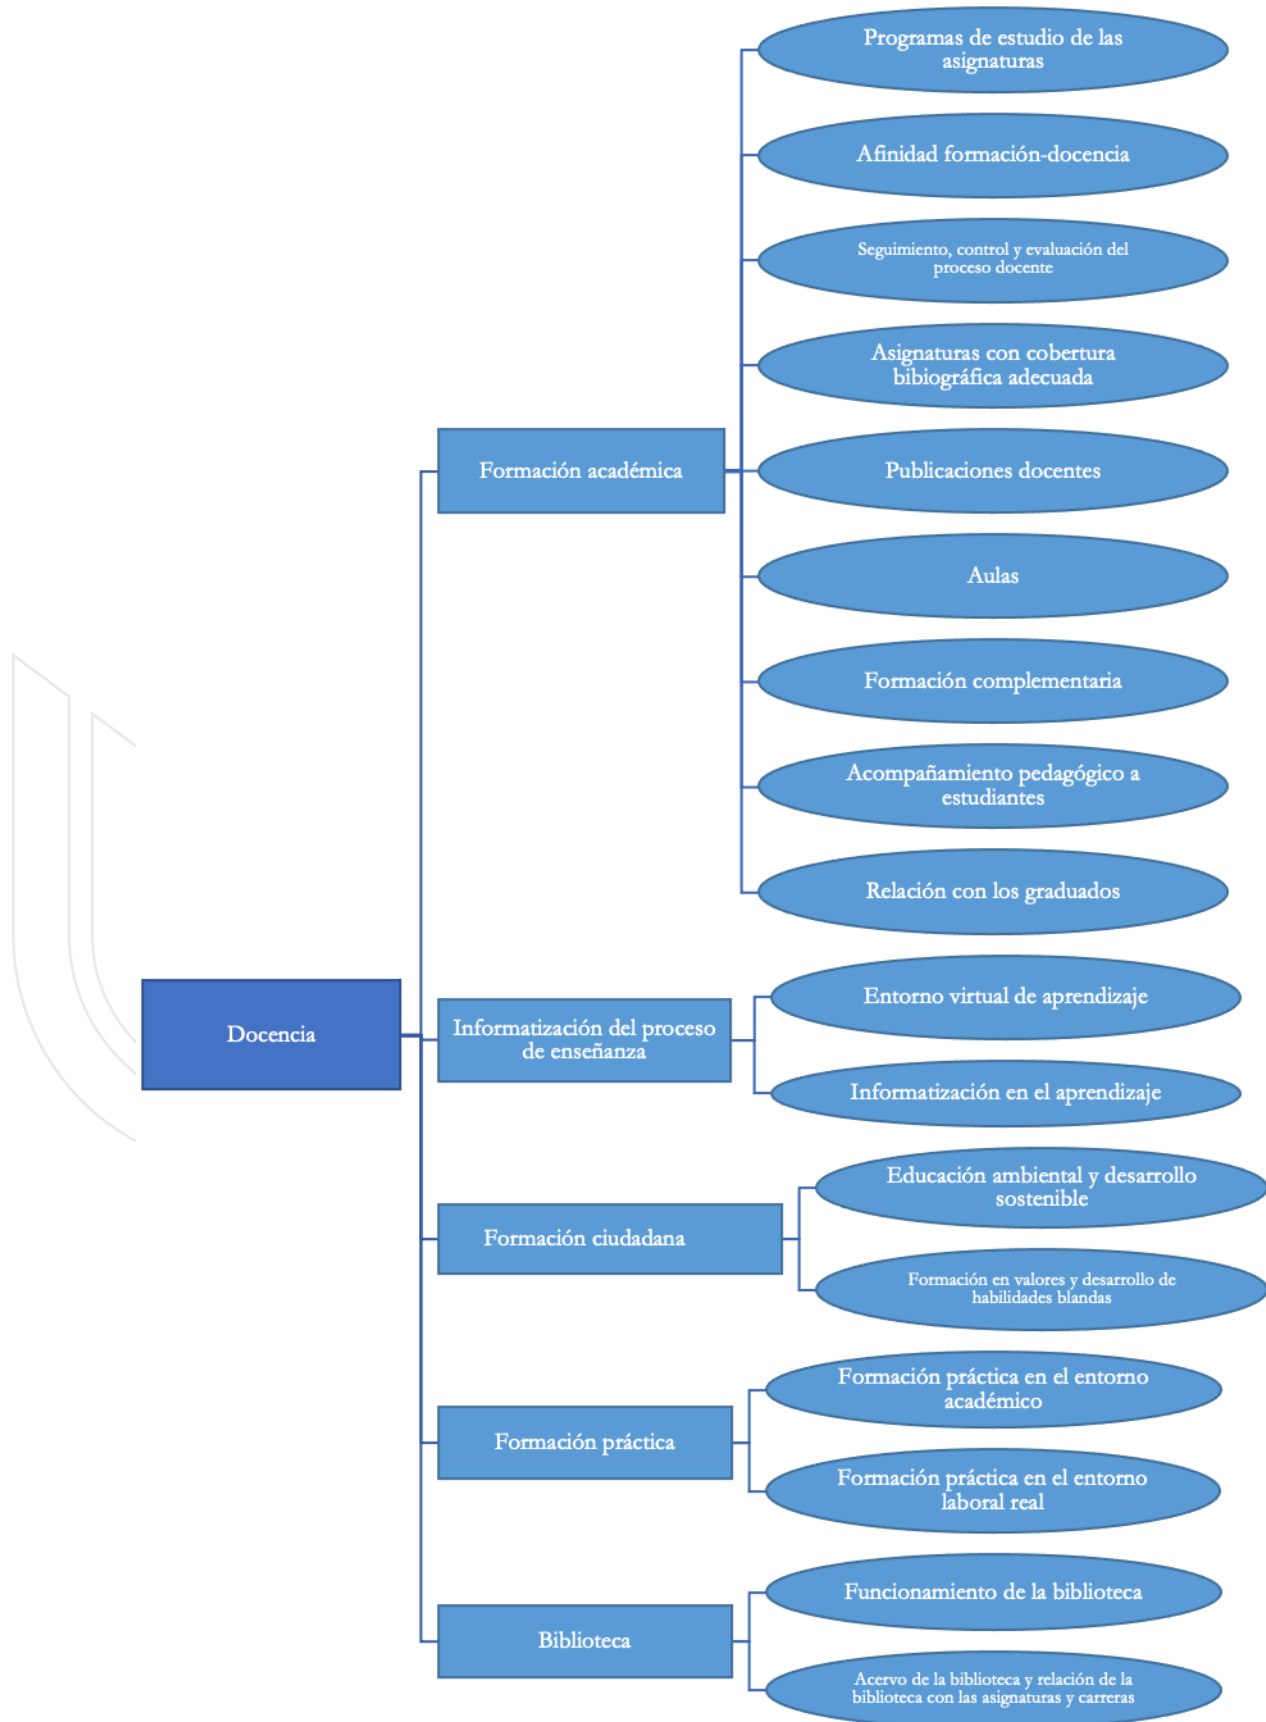 Programas de estudio de las
asignaturas
Afinidad formación-docencia
Seguimiento, control y evaluación del
proceso docente
Asignaturas con cobertura
bibiográfica adecuada
Formación académica
Publicaciones docentes
Aulas
Formación complementaria
Acompañamiento pedagógico a
estudiantes
Relación con los graduados
Docencia
Informatización del proceso
de enseñanza
Entorno virtual de aprendizaje
Informatización en el aprendizaje
Formación ciudadana
Educación ambiental y desarrollo
sostenible
Formación en valores y desarrollo de
habilidades blandas
Formación práctica
Formación práctica en el entorno
académico
Formación práctica en el entorno
laboral real
Biblioteca
Funcionamiento de la biblioteca
Acervo de la biblioteca y relación de la
biblioteca con las asignaturas y carreras